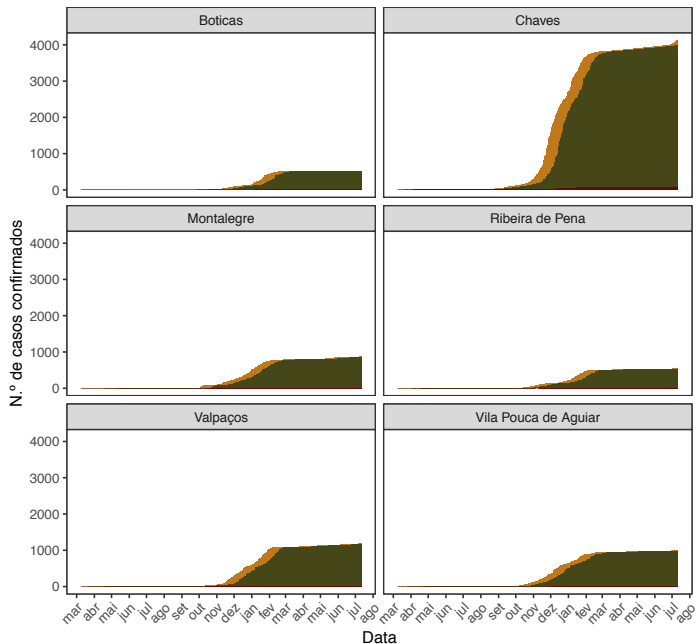 Boticas
Chaves
4000
3000
2000
1000
0
Montalegre
Ribeira de Pena
4000
3000
2000
1000
0
Valpaços
Vila Pouca de Aguiar
4000
3000
2000
1000
0
N.º de casos confirmados
mar abr mai jun jul ago set out nov dez jan fev mar abr mai jun jul ago
mar abr mai jun jul ago set out nov dez jan fev mar abr mai jun jul ago
Data